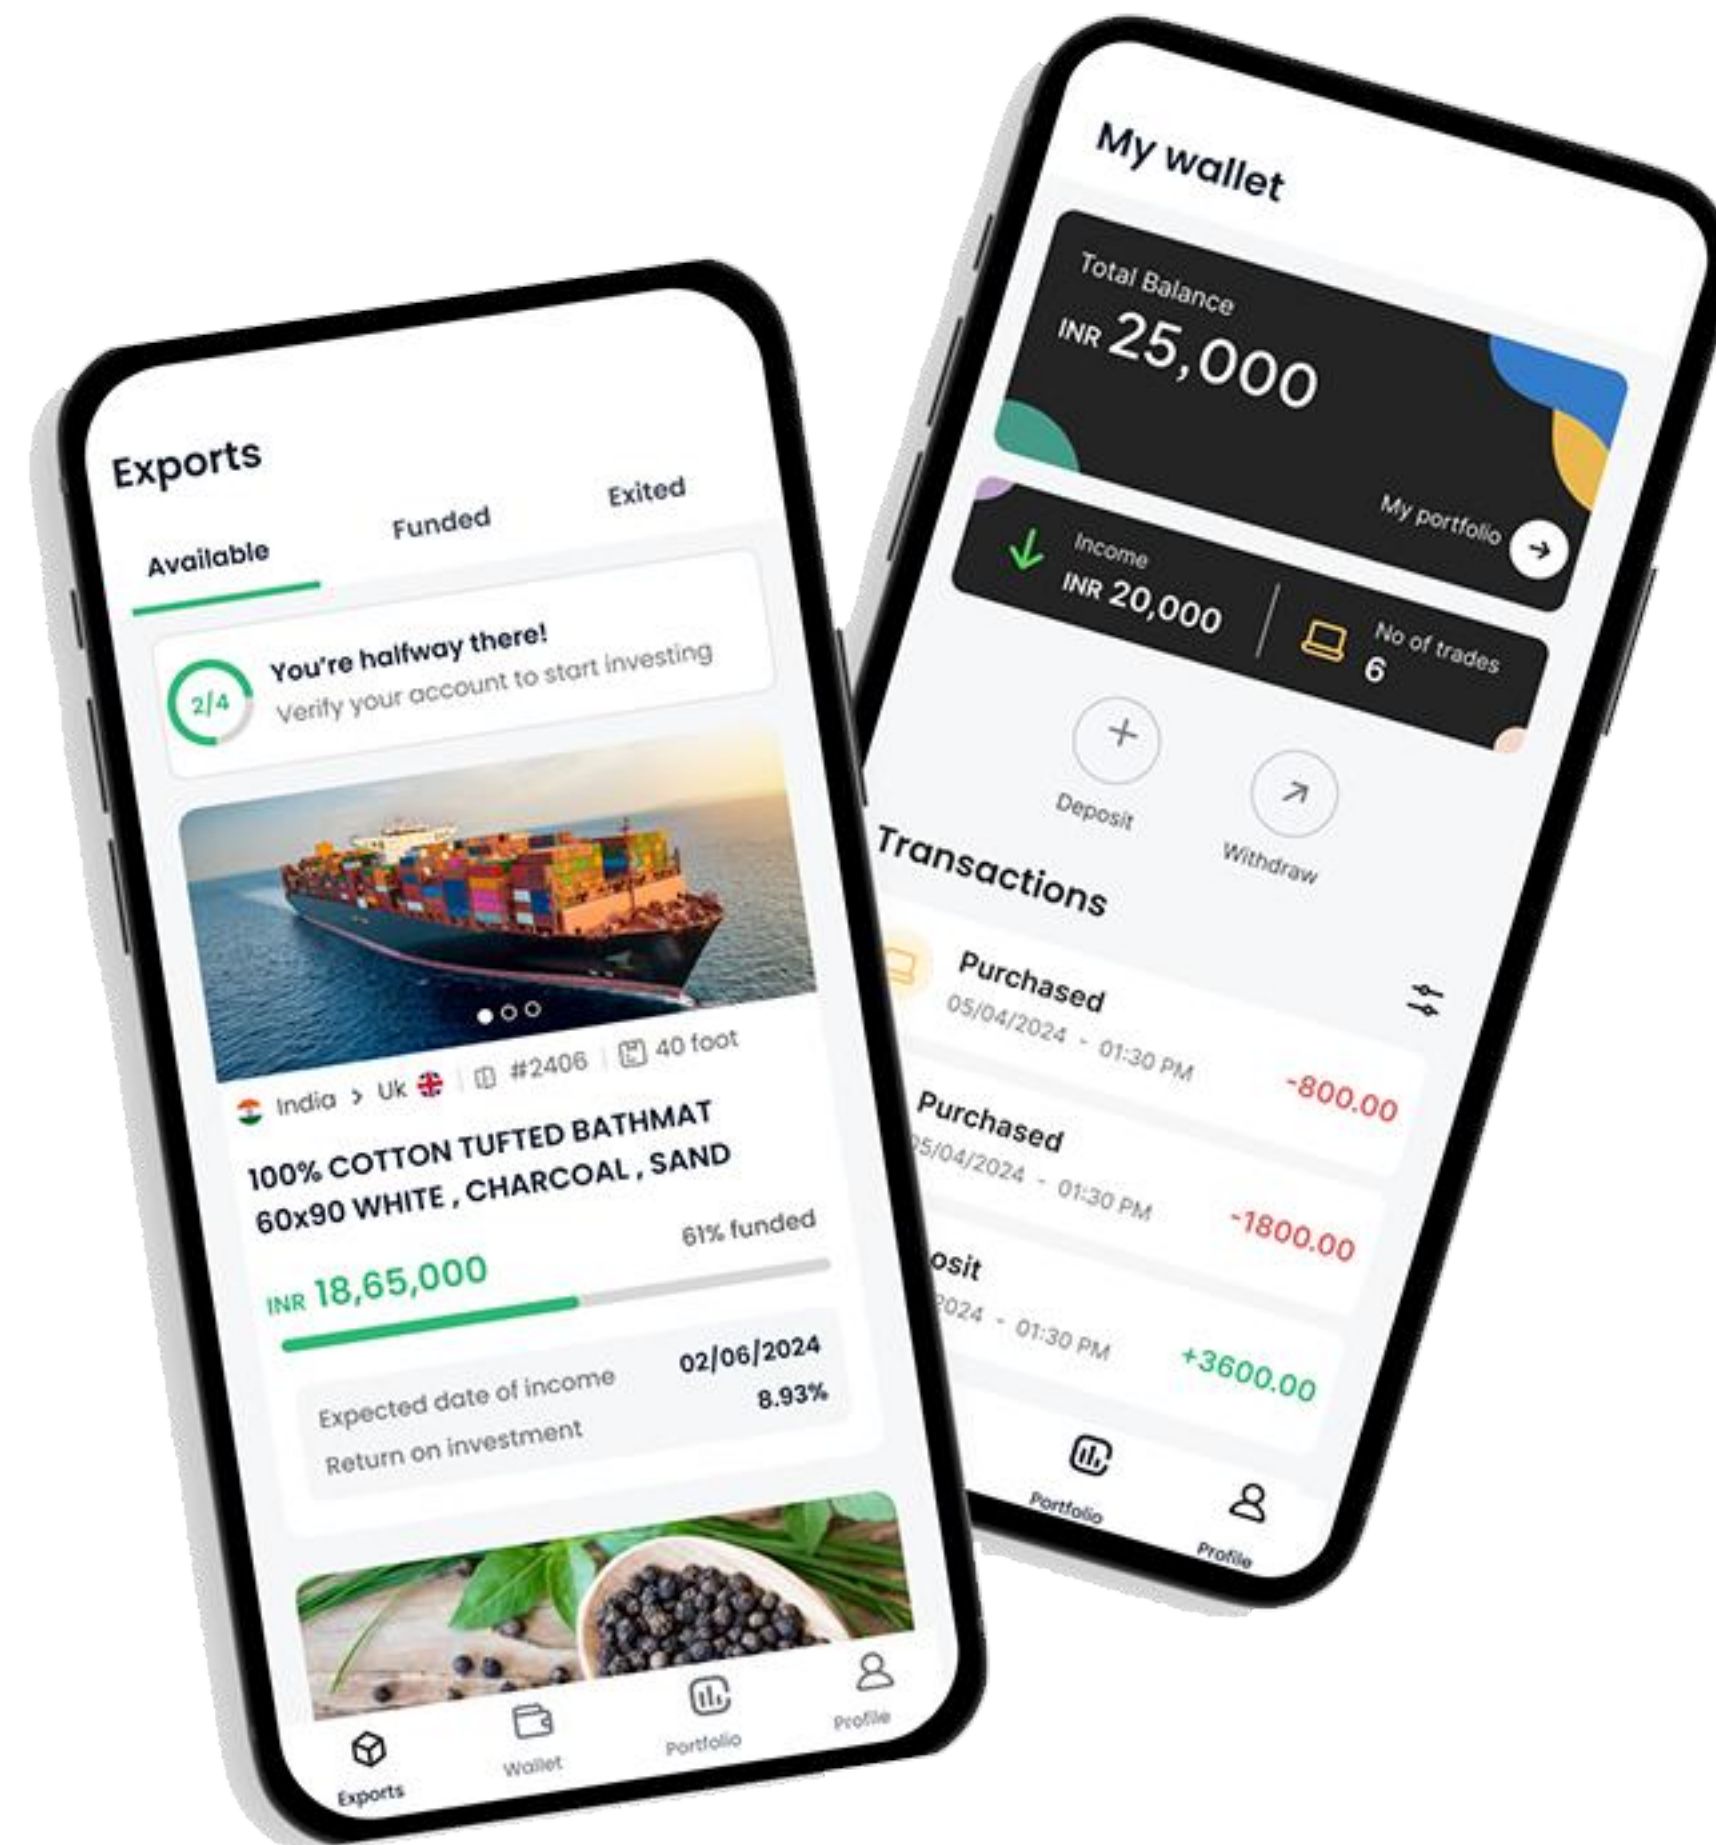 Exports
Available Funded Exited
You're halfway there!
Verify your account to start investing
2/4
India > Uk #2406 40 foot
100% COTTON TUFTED BATHMAT
60x90 WHITE , CHARCOAL , SAND
INR 18,65,000 61% funded
Expected date of income 02/06/2024
Return on investment 8.93%
Exports Wallet Portfolio Profile
My wallet
Total Balance
INR 25,000
My portfolio
Income
INR 20,000
No of trades
6
Deposit Withdraw
Transactions
Purchased
05/04/2024 - 01:30 PM -800.00
Purchased
05/04/2024 - 01:30 PM -1800.00
osit
2024 - 01:30 PM +3600.00
Portfolio Profile